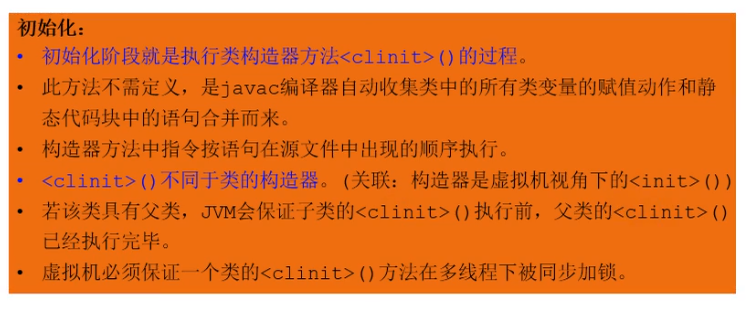 初始化：
• 初始化阶段就是执行类构造器方法<clinit>()的过程。
• 此方法不需定义，是javac编译器自动收集类中的所有类变量的赋值动作和静
态代码块中的语句合并而来。
• 构造器方法中指令按语句在源文件中出现的顺序执行。
• <clinit>()不同于类的构造器。(关联：构造器是虚拟机视角下的<init>())
• 若该类具有父类，JVM会保证子类的<clinit>()执行前，父类的<clinit>()
已经执行完毕。
• 虚拟机必须保证一个类的<clinit>()方法在多线程下被同步加锁。